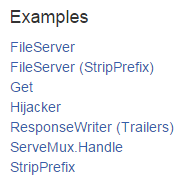 Examples
FileServer
FileServer (StripPrefix)
Get
Hijacker
ResponseWriter (Trailers)
ServeMux.Handle
StripPrefix